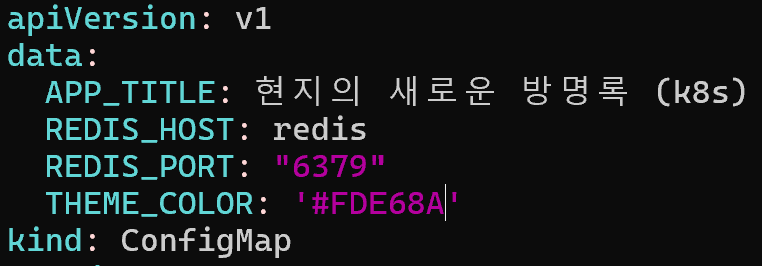 apiVersion: v1
data:
  APP_TITLE: 현지의 새로운 방명록 (k8s)
  REDIS_HOST: redis
  REDIS_PORT: "6379"
  THEME_COLOR: '#FDE68A'
kind: ConfigMap